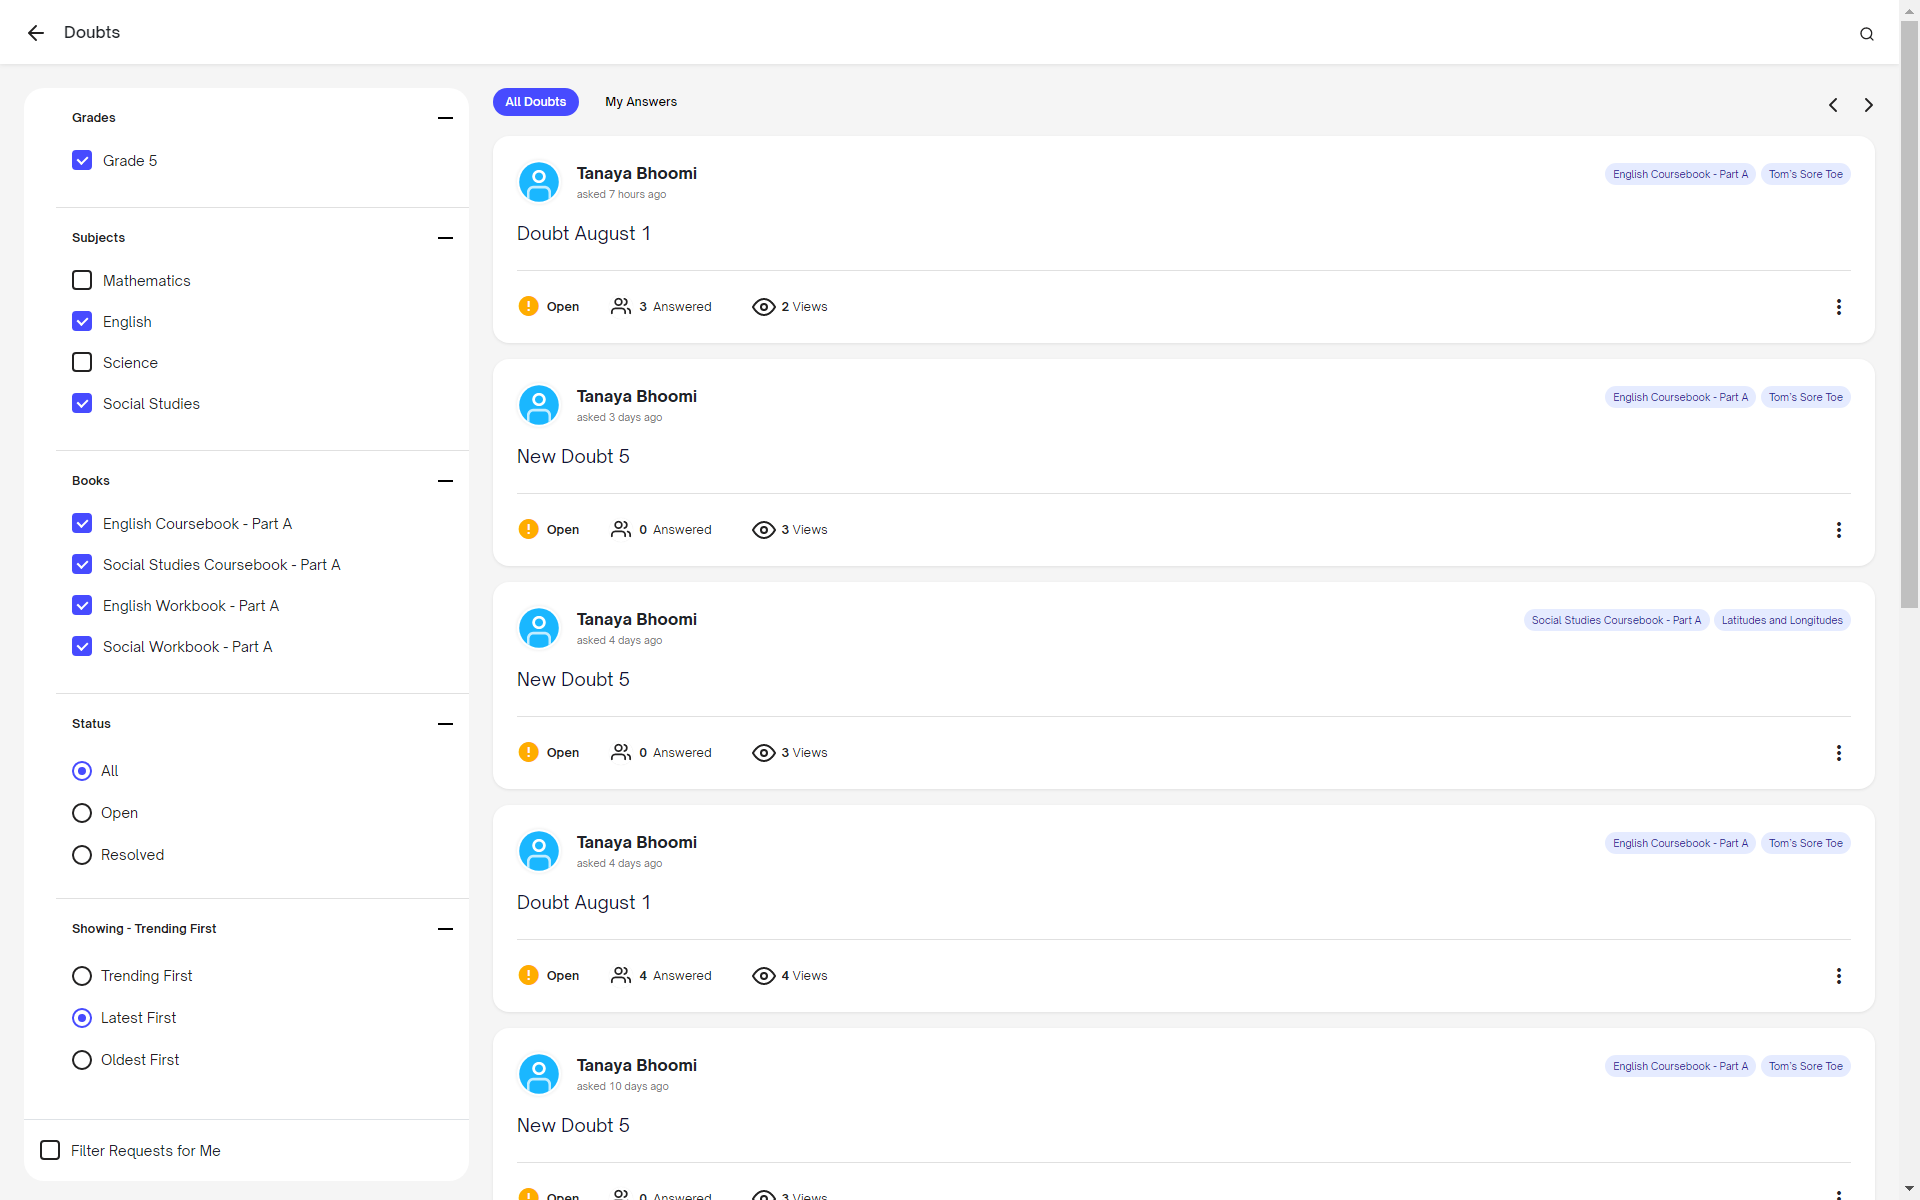 Doubts
Grades
Grade 5
Subjects
Mathematics
English
Science
Social Studies
Books
English Coursebook - Part A
Social Studies Coursebook - Part A
English Workbook - Part A
Social Workbook - Part A
Status
All
Open
Resolved
Showing - Trending First
Trending First
Latest First
Oldest First
Filter Requests for Me
All Doubts My Answers
Tanaya Bhoomi
asked 7 hours ago
English Coursebook - Part A Tom's Sore Toe
Doubt August 1
Open 3 Answered 2 Views
Tanaya Bhoomi
asked 3 days ago
English Coursebook - Part A Tom's Sore Toe
New Doubt 5
Open 0 Answered 3 Views
Tanaya Bhoomi
asked 4 days ago
Social Studies Coursebook - Part A Latitudes and Longitudes
New Doubt 5
Open 0 Answered 3 Views
Tanaya Bhoomi
asked 4 days ago
English Coursebook - Part A Tom's Sore Toe
Doubt August 1
Open 4 Answered 4 Views
Tanaya Bhoomi
asked 10 days ago
English Coursebook - Part A Tom's Sore Toe
New Doubt 5
Open 0 Answered 3 Views